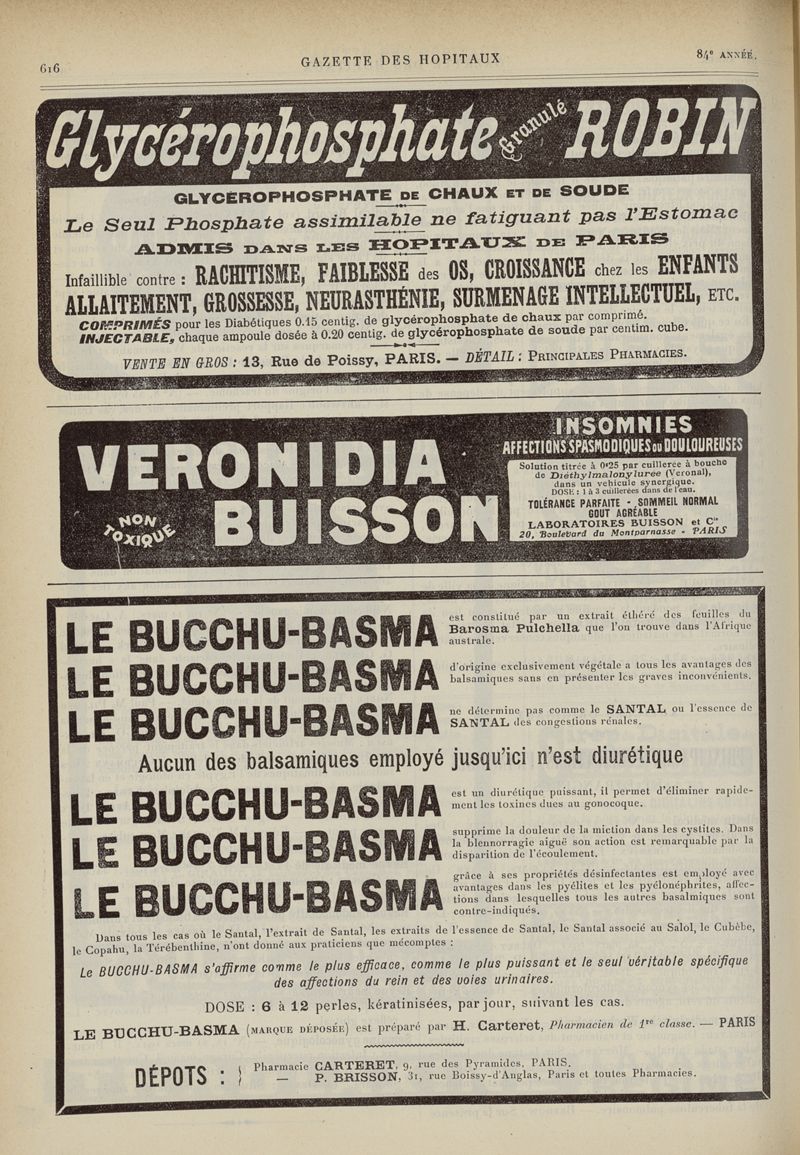 616
GAZETTE DES HOPITAUX
84e ANNÉE.
Glycérophosphate Granulé ROBIN
GLYCÉROPHOSPHATE DE CHAUX ET DE SOUDE
Le Seul Phosphate assimilable ne fatiguant pas l'Estomac
ADMIS DANS LES HOPITAUX DE PARIS
Infaillible contre : RACHITISME, FAIBLESSE des OS, CROISSANCE chez les ENFANTS
ALLAITEMENT, GROSSESSE, NEURASTHÉNIE, SURMENAGE INTELLECTUEL, ETC.
COMPRIMÉS pour les Diabétiques 0.15 centig. de glycérophosphate de chaux par comprimé.
INJECTABLE, chaque ampoule dosée à 0.20 centig. de glycérophosphate de soude par centim. cube.
VENTE EN GROS : 13, Rue de Poissy, PARIS. — DÉTAIL : PRINCIPALES PHARMACIES.
VERONIDIA
NON TOXIQUE
BUISSON
INSOMNIES
AFFECTIONS SPASMODIQUES ou DOULOUREUSES
Solution titrée à 0gr25 par cuillerée à bouche
de Diéthylmalonylurée (Veronal),
dans un véhicule synergique.
DOSE : 1 à 3 cuillerées dans de l'eau.
TOLÉRANCE PARFAITE - SOMMEIL NORMAL
GOUT AGRÉABLE
LABORATOIRES BUISSON et Cie
20, Boulevard du Montparnasse - PARIS
LE BUCCHU-BASMA est constitué par un extrait éthéré des feuilles du
Barosma Pulchella que l'on trouve dans l'Afrique
australe.
LE BUCCHU-BASMA d'origine exclusivement végétale a tous les avantages des
balsamiques sans en présenter les graves inconvénients.
LE BUCCHU-BASMA ne détermine pas comme le SANTAL ou l'essence de
SANTAL des congestions rénales.
Aucun des balsamiques employé jusqu'ici n'est diurétique
LE BUCCHU-BASMA est un diurétique puissant, il permet d'éliminer rapide-
ment les toxines dues au gonocoque.
LE BUCCHU-BASMA supprime la douleur de la miction dans les cystites. Dans
la blennorragie aiguë son action est remarquable par la
disparition de l'écoulement.
LE BUCCHU-BASMA grâce à ses propriétés désinfectantes est employé avec
avantages dans les pyélites et les pyélonéphrites, affec-
tions dans lesquelles tous les autres basalmiques sont
contre-indiqués.
Dans tous les cas où le Santal, l'extrait de Santal, les extraits de l'essence de Santal, le Santal associé au Salol, le Cubèbe,
le Copahu, la Térébenthine, n'ont donné aux praticiens que mécomptes :
Le BUCCHU-BASMA s'affirme comme le plus efficace, comme le plus puissant et le seul véritable spécifique
des affections du rein et des voies urinaires.
DOSE : 6 à 12 perles, kératinisées, par jour, suivant les cas.
LE BUCCHU-BASMA (MARQUE DÉPOSÉE) est préparé par H. Carteret, Pharmacien de 1re classe. — PARIS
DÉPOTS : } Pharmacie CARTERET, 9, rue des Pyramides, PARIS.
— P. BRISSON, 31, rue Boissy-d'Anglas, Paris et toutes Pharmacies.